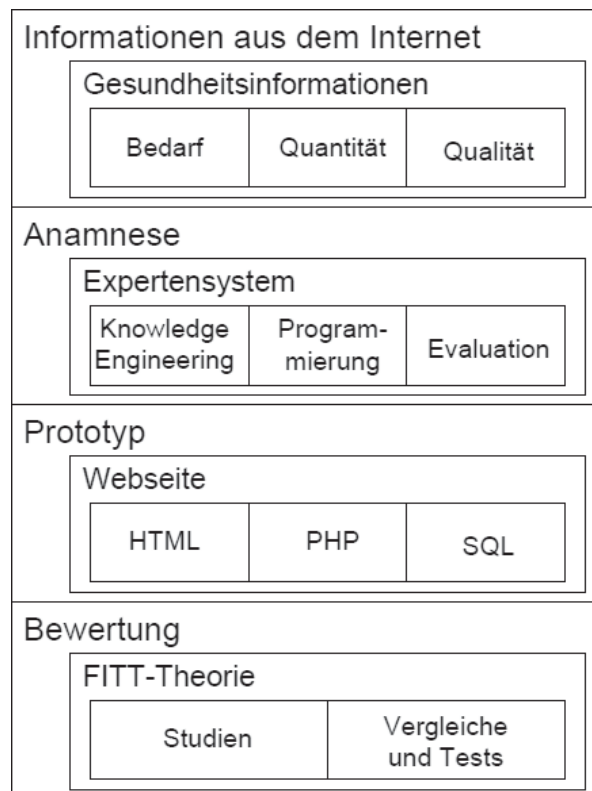 Informationen aus dem Internet
Gesundheitsinformationen
Bedarf
Quantität
Qualität
Anamnese
Expertensystem
Knowledge
Engineering
Program-
mierung
Evaluation
Prototyp
Webseite
HTML
PHP
SQL
Bewertung
FITT-Theorie
Studien
Vergleiche
und Tests